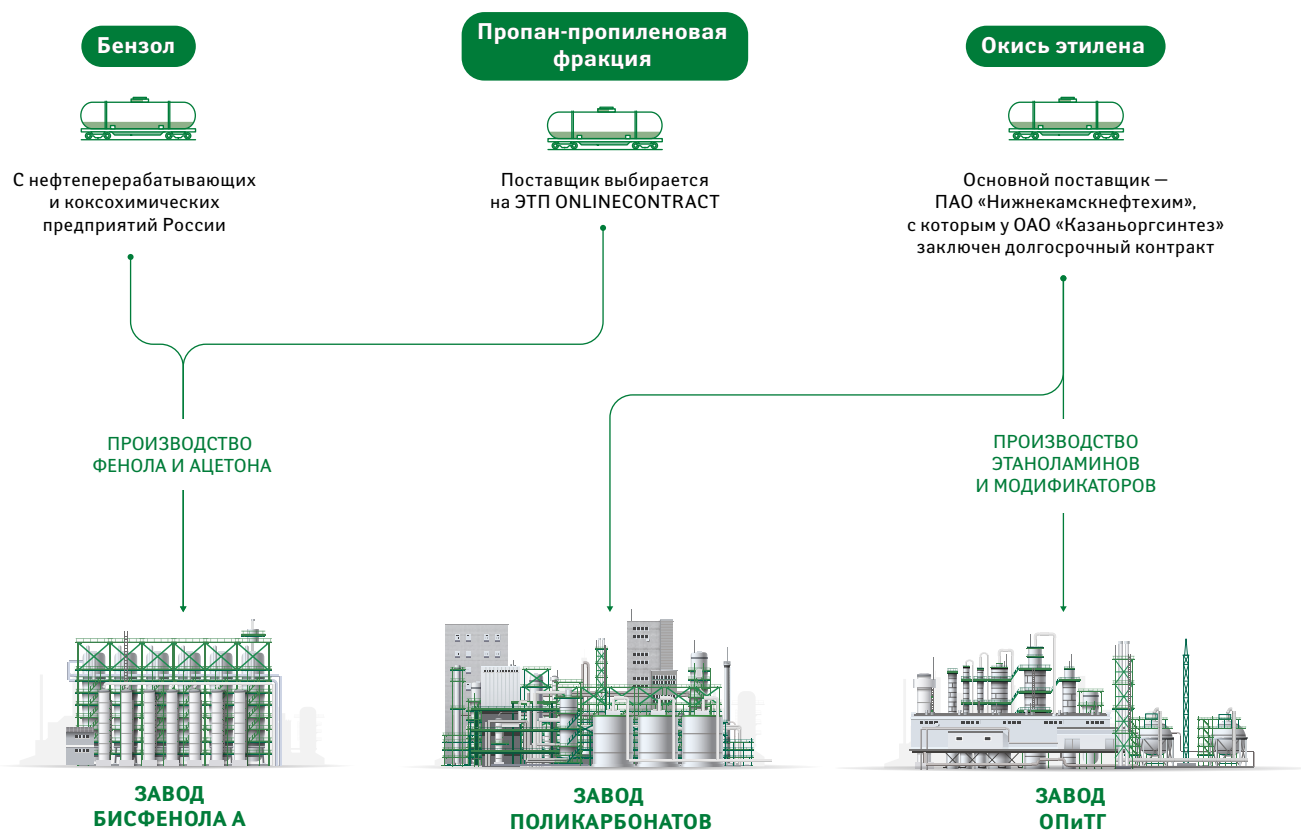 Бензол
Пропан-пропиленовая
фракция
Окись этилена
С нефтеперерабатывающих
и коксохимических
предприятий России
Поставщик выбирается
на ЭТП ONLINECONTRACT
Основной поставщик —
ПАО «Нижнекамскнефтехим»,
с которым у ОАО «Казаньоргсинтез»
заключен долгосрочный контракт
ПРОИЗВОДСТВО
ФЕНОЛА И АЦЕТОНА
ПРОИЗВОДСТВО
ЭТАНОЛАМИНОВ
И МОДИФИКАТОРОВ
ЗАВОД
БИСФЕНОЛА А
ЗАВОД
ПОЛИКАРБОНАТОВ
ЗАВОД
ОПиТГ